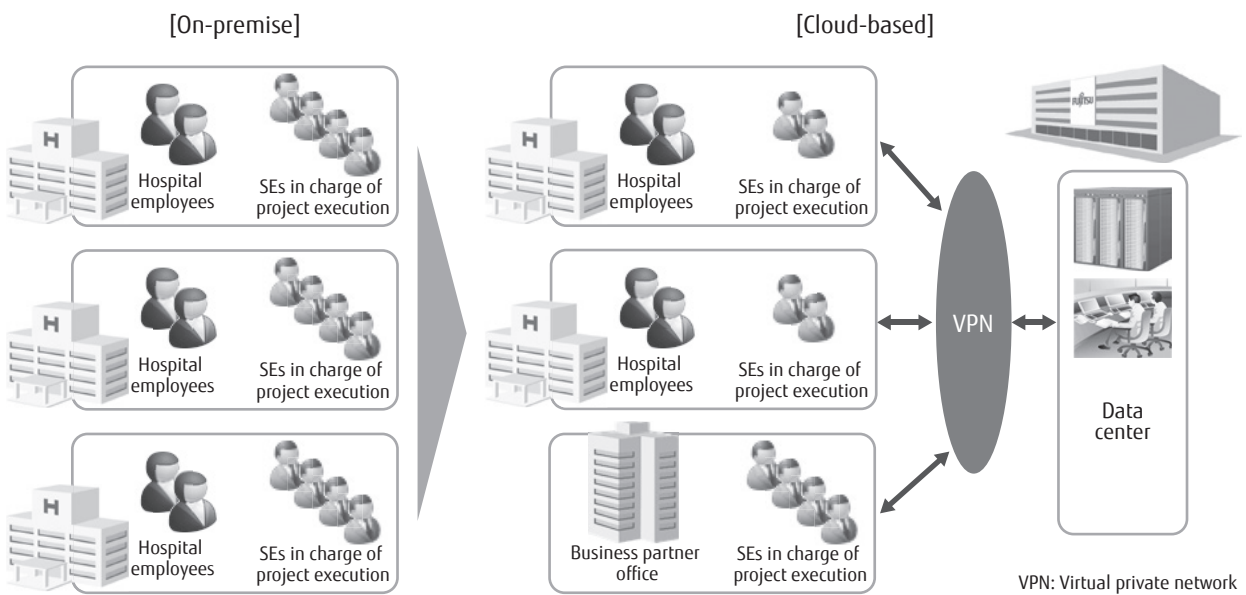 [On-premise]
[Cloud-based]
H
Hospital
employees
SEs in charge of
project execution
H
Hospital
employees
SEs in charge of
project execution
H
Hospital
employees
SEs in charge of
project execution
H
Hospital
employees
SEs in charge of
project execution
H
Hospital
employees
SEs in charge of
project execution
Business partner
office
SEs in charge of
project execution
VPN
FUJITSU
Data
center
VPN: Virtual private network